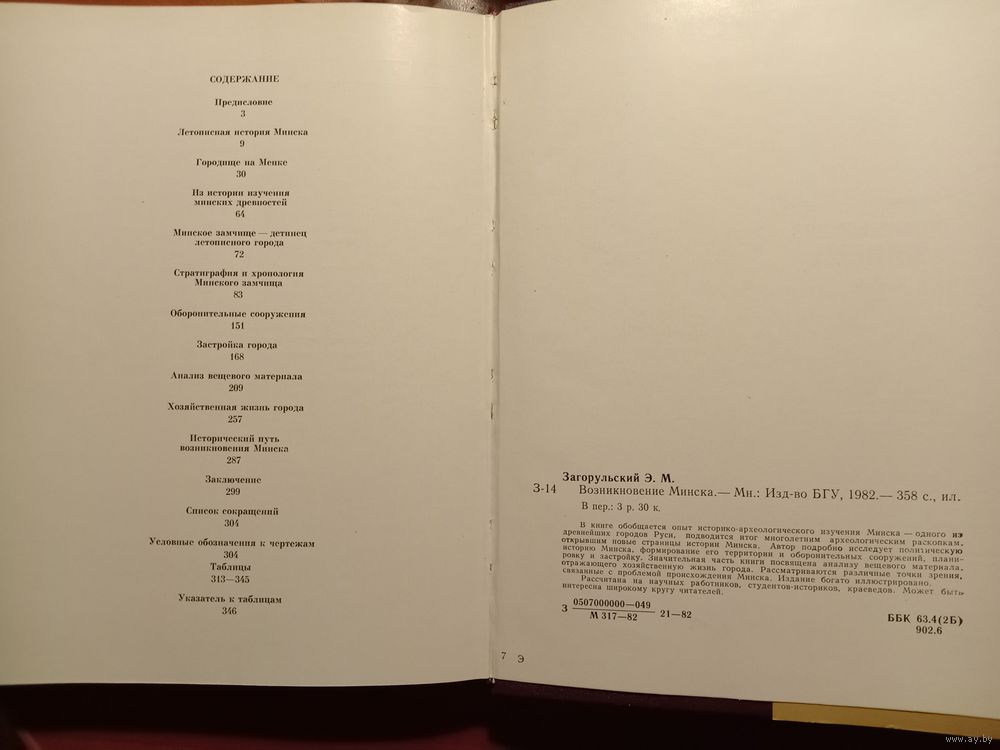 СОДЕРЖАНИЕ
Предисловие
3
Летописная история Минска
9
Городище на Менке
30
Из истории изучения
минских древностей
64
Минское замчище — детинец
летописного города
72
Стратиграфия и хронология
Минского замчища
83
Оборонительные сооружения
151
Застройка города
168
Анализ вещевого материала
209
Хозяйственная жизнь города
257
Исторический путь
возникновения Минска
287
Заключение
299
Список сокращений
304
Условные обозначения к чертежам
304
Таблицы
313—345
Указатель к таблицам
346
Загорульский Э. М.
З-14 Возникновение Минска.— Мн.: Изд-во БГУ, 1982.— 358 с., ил.
В пер.: 3 р. 30 к.
В книге обобщается опыт историко-археологического изучения Минска — одного из
древнейших городов Руси, подводится итог многолетним археологическим раскопкам,
открывшим новые страницы истории Минска. Автор подробно исследует политическую
историю Минска, формирование его территории и оборонительных сооружений, плани-
ровку и застройку. Значительная часть книги посвящена анализу вещевого материала,
отражающего хозяйственную жизнь города. Рассматриваются различные точки зрения,
связанные с проблемой происхождения Минска. Издание богато иллюстрировано.
Рассчитана на научных работников, студентов-историков, краеведов. Может быть
интересна широкому кругу читателей.
З 0507000000—049
М 317—82 21—82
ББК 63.4(2Б)
902.6
7 Э
www.ay.by